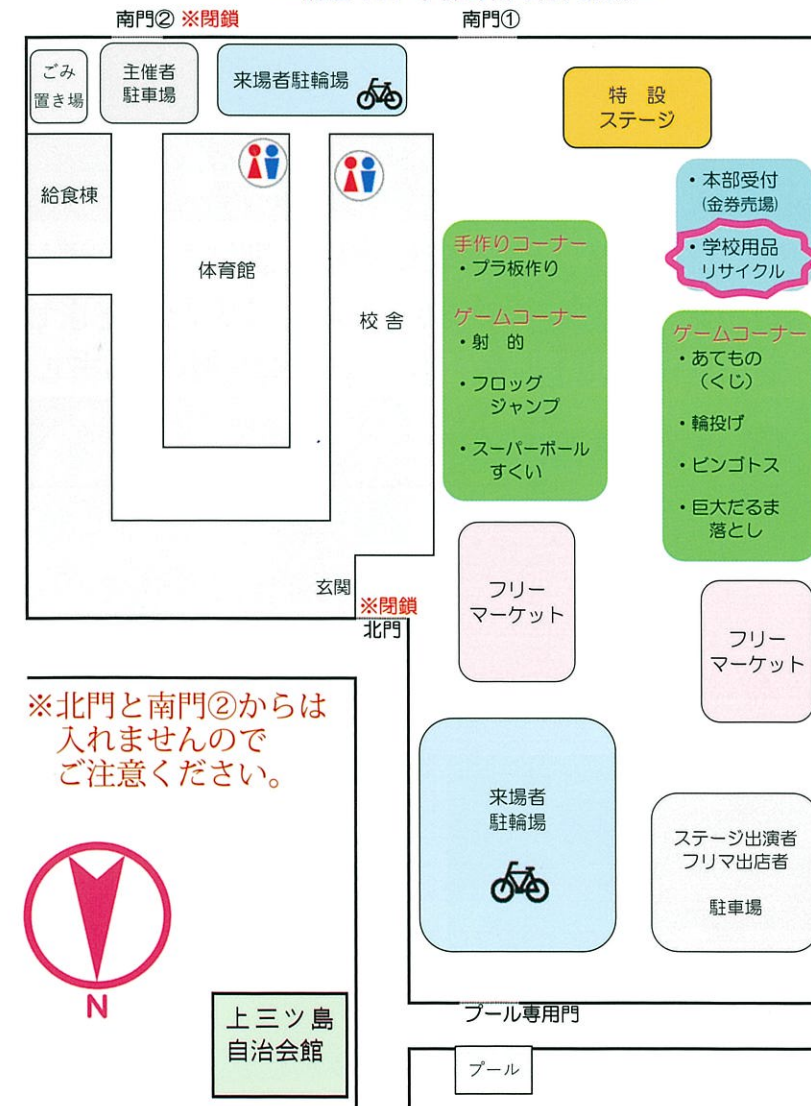 南門② ※閉鎖
南門①
ごみ
置き場
主催者
駐車場
来場者駐輪場
特 設
ステージ
給食棟
体育館
校 舎
・本部受付
(金券売場)
・学校用品
リサイクル
手作りコーナー
・プラ板作り
ゲームコーナー
・射 的
・フロッグ
ジャンプ
・スーパーボール
すくい
ゲームコーナー
・あてもの
(くじ)
・輪投げ
・ビンゴトス
・巨大だるま
落とし
フリー
マーケット
フリー
マーケット
玄関
※閉鎖
北門
※北門と南門②からは
入れませんので
ご注意ください。
来場者
駐輪場
ステージ出演者
フリマ出店者
駐車場
N
上三ツ島
自治会館
プール専用門
プール